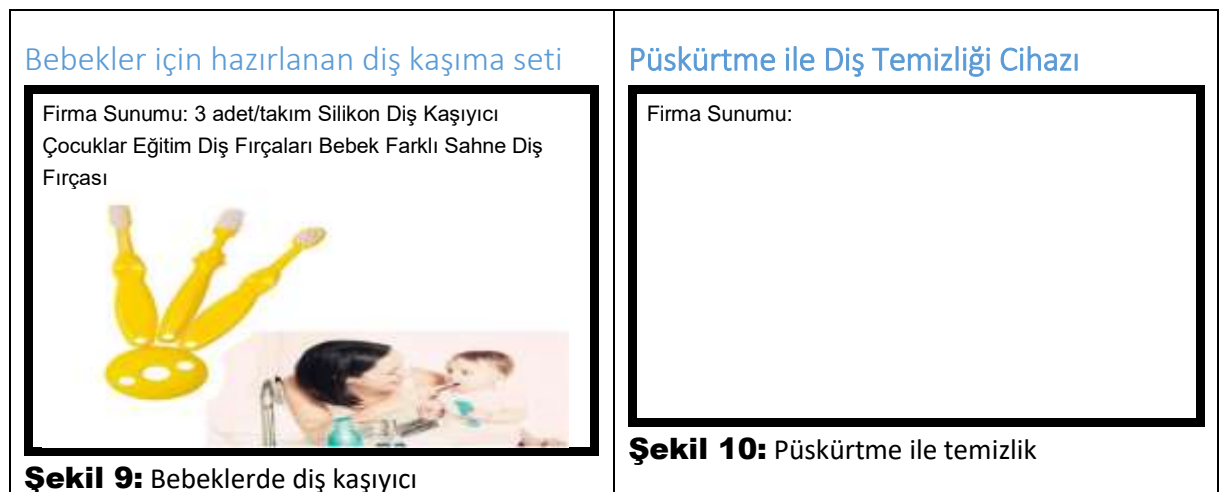 Bebekler için hazırlanan diş kaşıma seti
Firma Sunumu: 3 adet/takım Silikon Diş Kaşıyıcı
Çocuklar Eğitim Diş Fırçaları Bebek Farklı Sahne Diş
Fırçası
Şekil 9: Bebeklerde diş kaşıyıcı
Püskürtme ile Diş Temizliği Cihazı
Firma Sunumu:
Şekil 10: Püskürtme ile temizlik